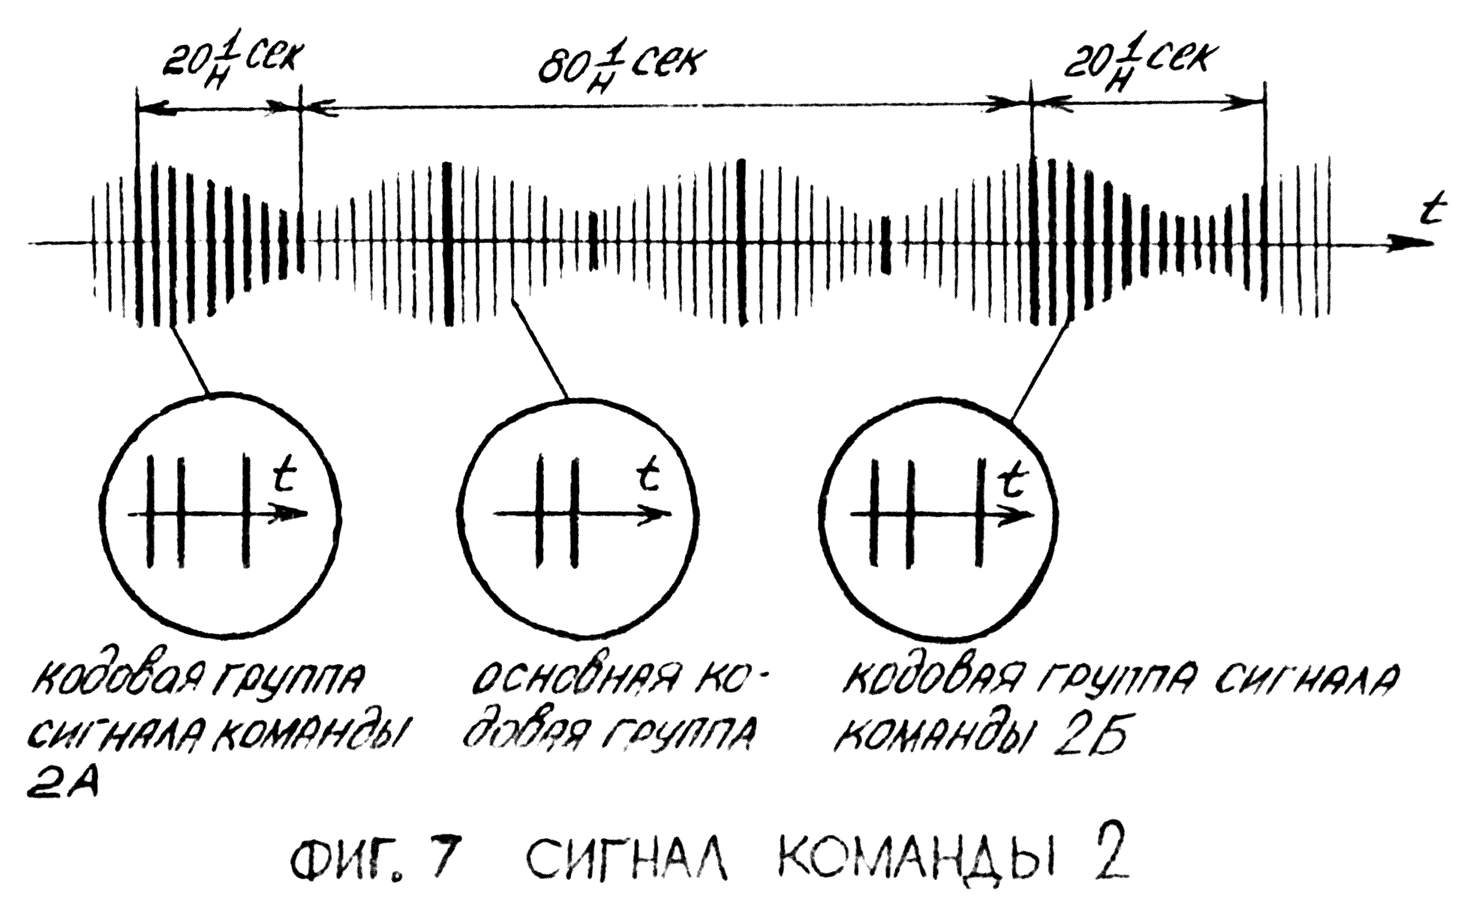 20 1/н сек 80 1/н сек 20 1/н сек
t
t t t
кодовая группа
сигнала команды
2А
основная ко-
довая группа
кодовая группа сигнала
команды 2Б
ФИГ. 7 СИГНАЛ КОМАНДЫ 2